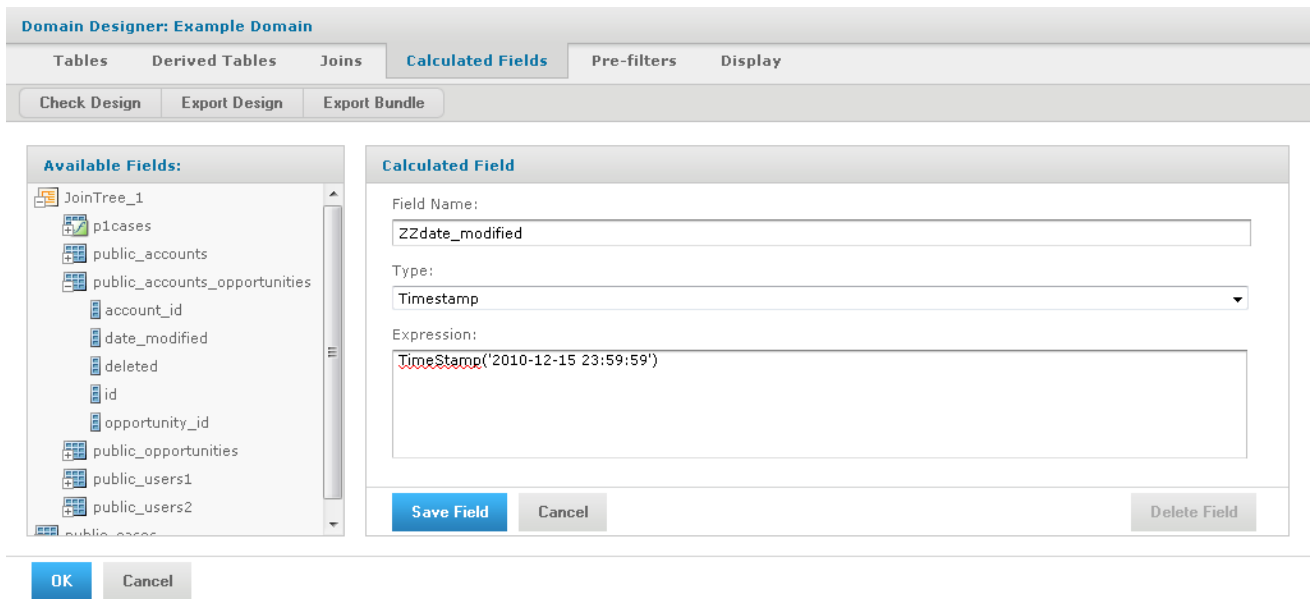 Domain Designer: Example Domain
Tables Derived Tables Joins Calculated Fields Pre-filters Display
Check Design Export Design Export Bundle
Available Fields:
JoinTree_1
p1cases
public_accounts
public_accounts_opportunities
account_id
date_modified
deleted
id
opportunity_id
public_opportunities
public_users1
public_users2
public_cases
Calculated Field
Field Name:
ZZdate_modified
Type:
Timestamp
Expression:
TimeStamp('2010-12-15 23:59:59')
Save Field Cancel Delete Field
OK Cancel